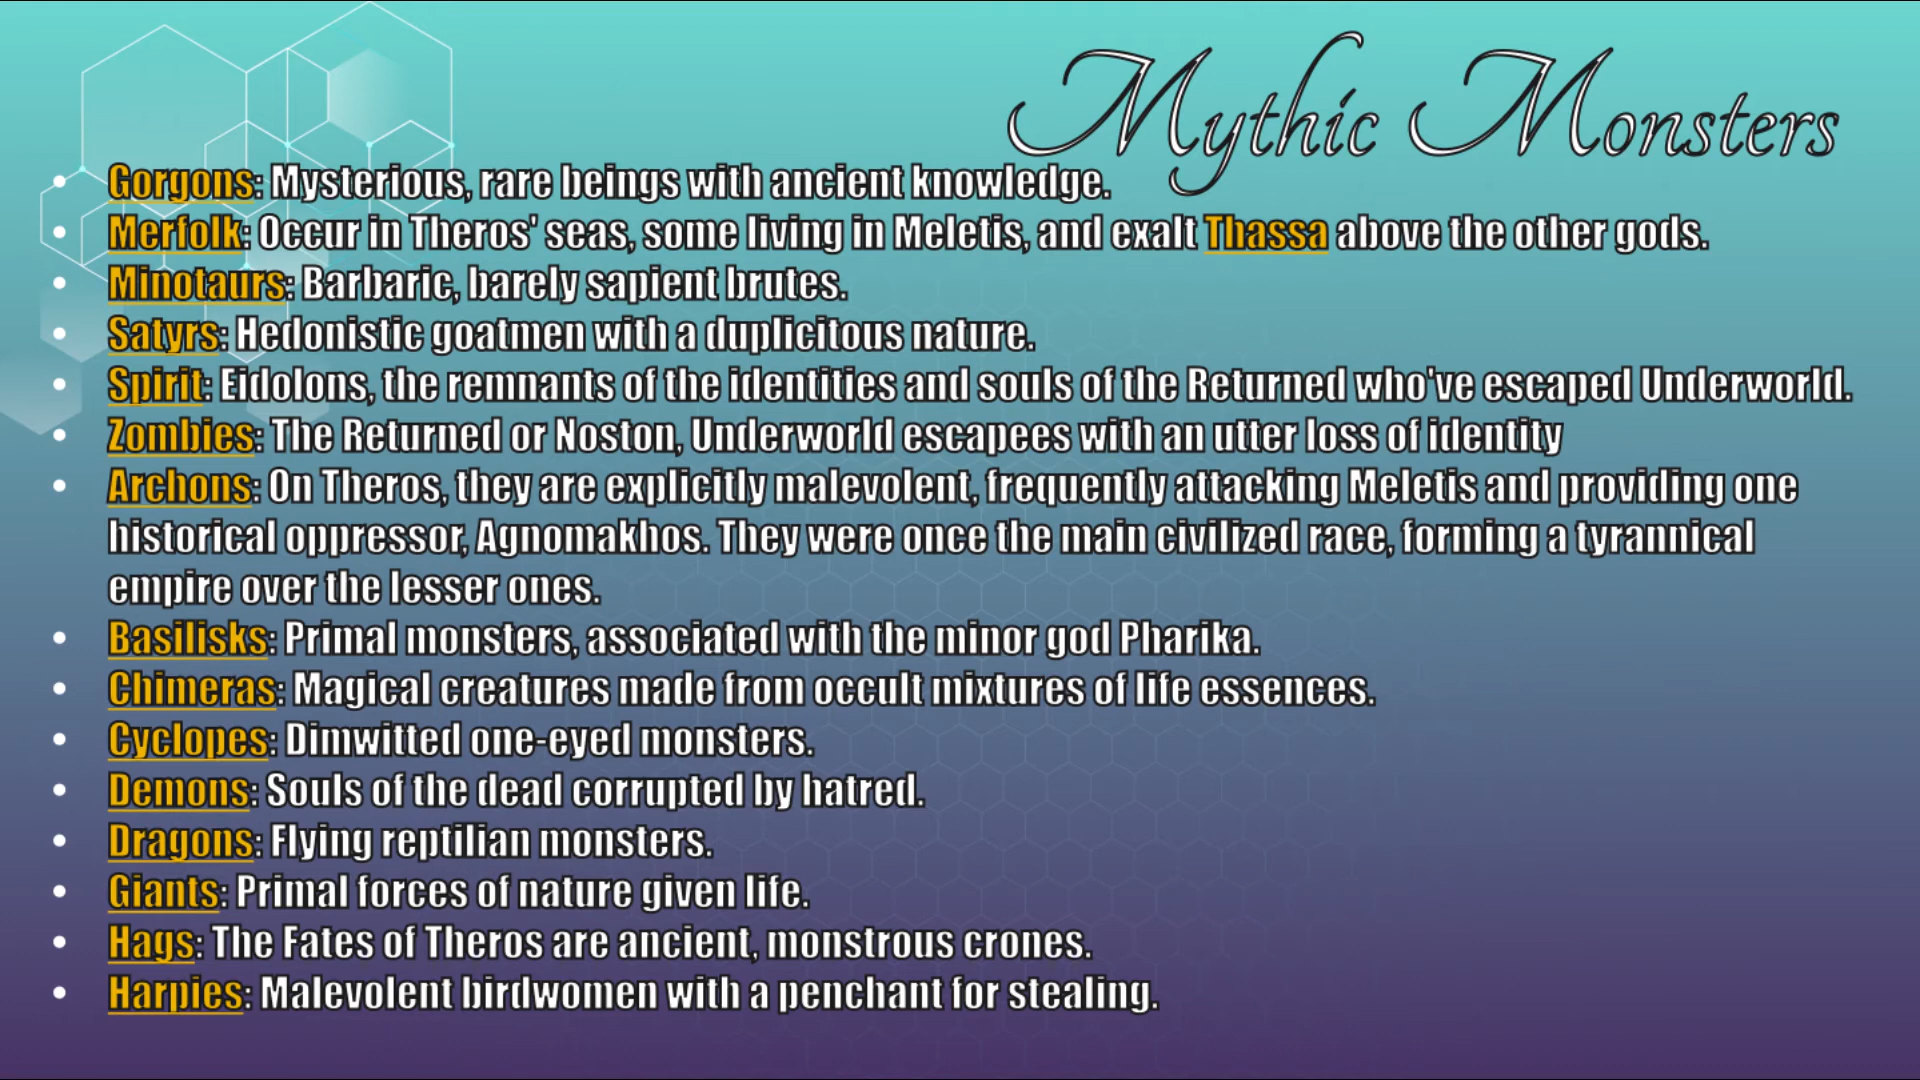 Mythic Monsters
• Gorgons: Mysterious, rare beings with ancient knowledge.
• Merfolk: Occur in Theros' seas, some living in Meletis, and exalt Thassa above the other gods.
• Minotaurs: Barbaric, barely sapient brutes.
• Satyrs: Hedonistic goatmen with a duplicitous nature.
• Spirit: Eidolons, the remnants of the identities and souls of the Returned who've escaped Underworld.
• Zombies: The Returned or Noston, Underworld escapees with an utter loss of identity
• Archons: On Theros, they are explicitly malevolent, frequently attacking Meletis and providing one
historical oppressor, Agnomakhos. They were once the main civilized race, forming a tyrannical
empire over the lesser ones.
• Basilisks: Primal monsters, associated with the minor god Pharika.
• Chimeras: Magical creatures made from occult mixtures of life essences.
• Cyclopes: Dimwitted one-eyed monsters.
• Demons: Souls of the dead corrupted by hatred.
• Dragons: Flying reptilian monsters.
• Giants: Primal forces of nature given life.
• Hags: The Fates of Theros are ancient, monstrous crones.
• Harpies: Malevolent birdwomen with a penchant for stealing.